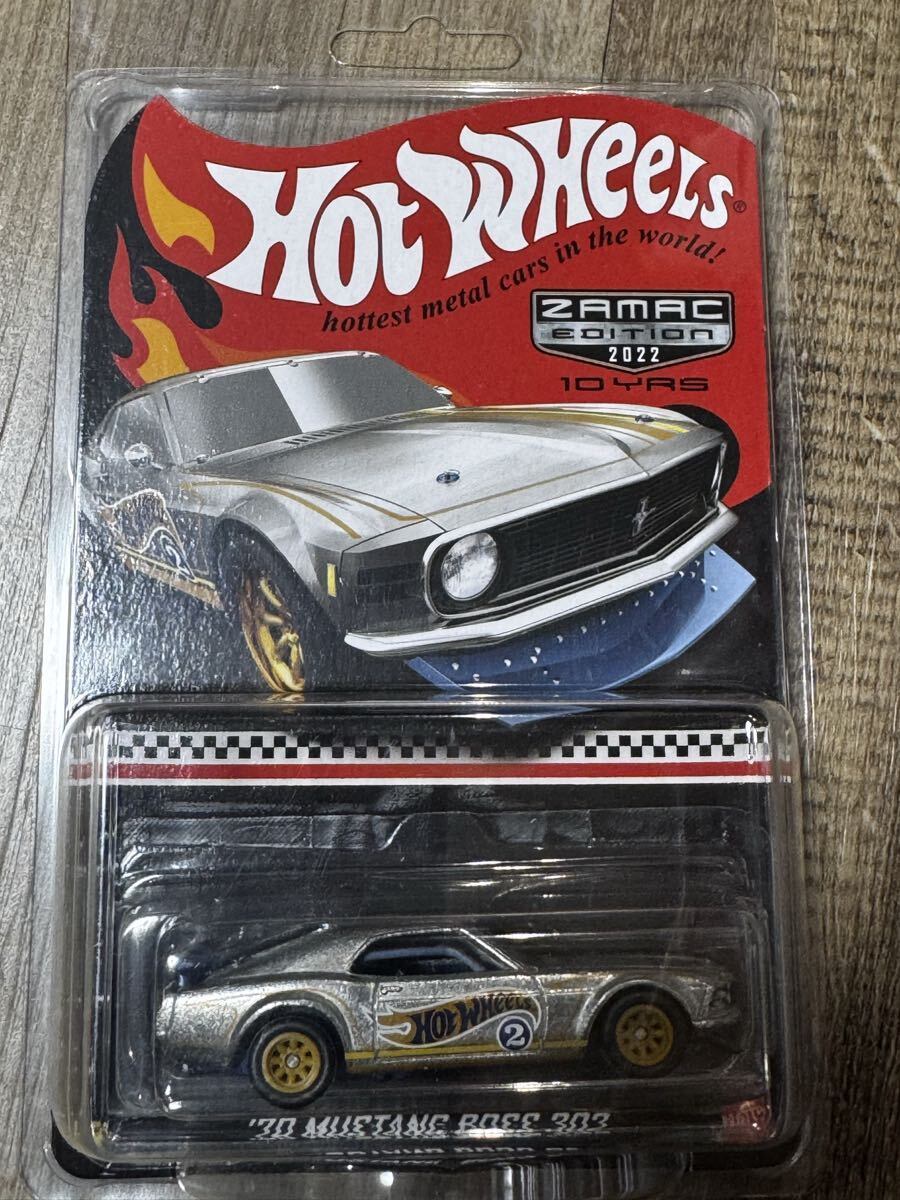 Hot Wheels®
hottest metal cars in the world!
ZAMAC
EDITION
2022
10 YRS
Hot Wheels
2
'70 MUSTANG BOSS 302